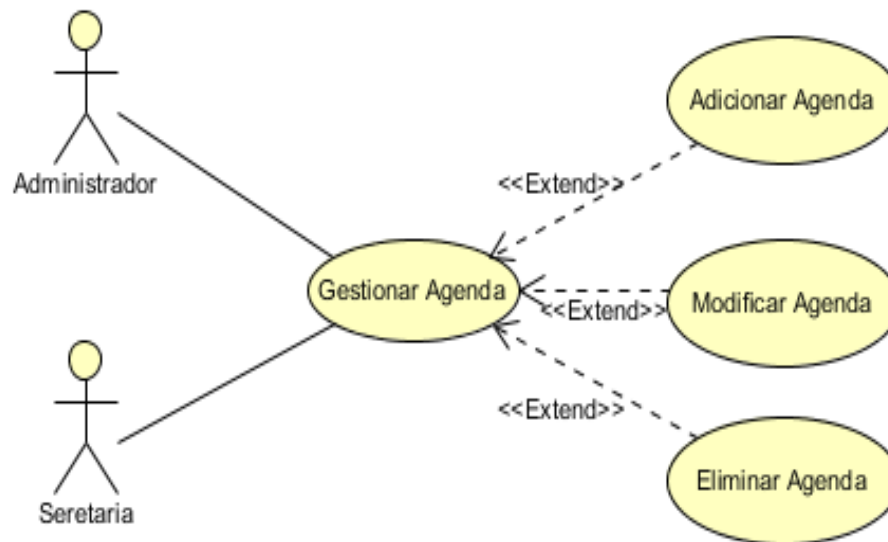 Administrador
Seretaria
Gestionar Agenda
<<Extend>>
<<Extend>>
<<Extend>>
Adicionar Agenda
Modificar Agenda
Eliminar Agenda